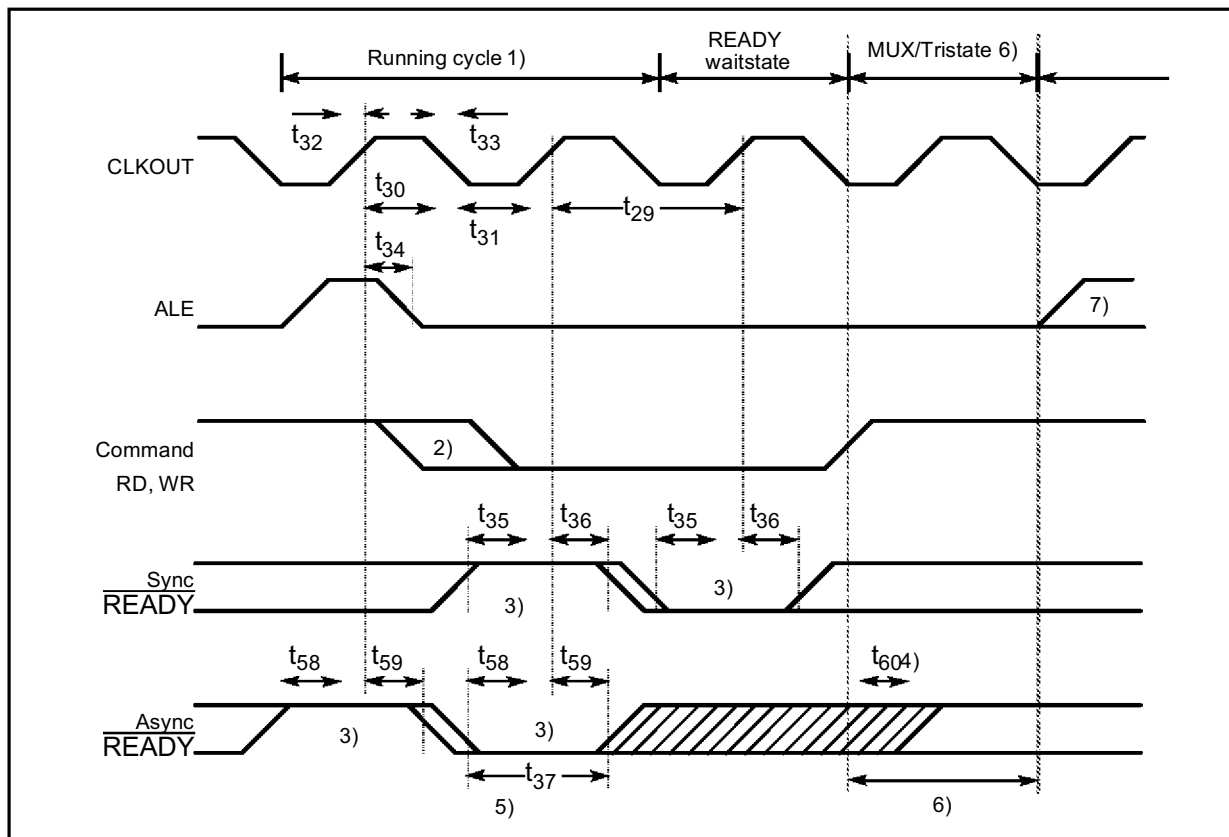 Running cycle 1)
READY
waitstate
MUX/Tristate 6)
t32
t33
CLKOUT
t30
t31
t29
t34
ALE
7)
Command
RD, WR
2)
t35
t36
t35
t36
Sync
READY
3)
3)
t58
t59
t58
t59
t604)
Async
READY
3)
3)
t37
5)
6)